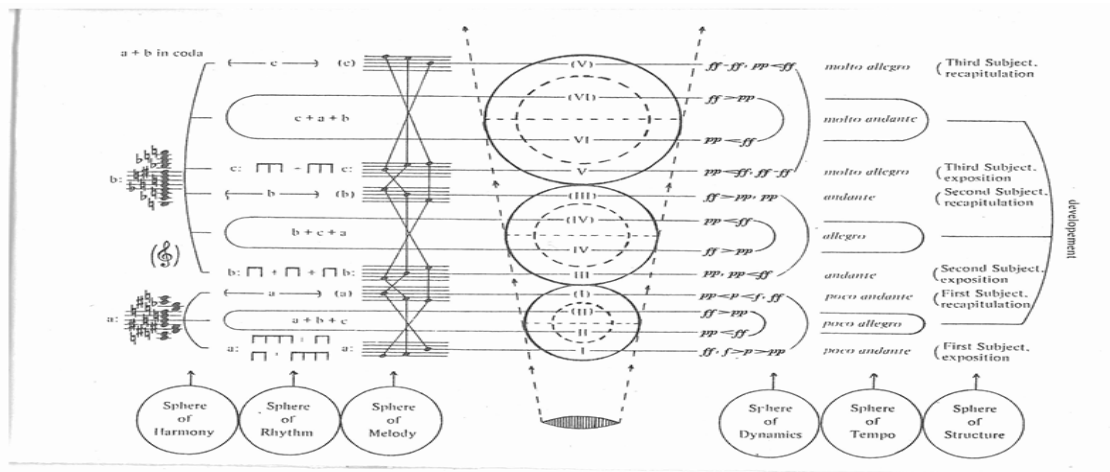 a + b in coda
c (c) (V) ff-ff, pp<ff molto allegro (Third Subject. recapitulation
(VI) ff>pp
c + a + b molto andante
VI pp<ff
c: - c: V pp<ff, ff-ff molto allegro (Third Subject. exposition
b: b (b) (III) ff>pp, pp andante (Second Subject. recapitulation
(IV) pp<ff
b + c + a allegro
IV ff>pp
b: + + b: III pp, pp<ff andante (Second Subject. exposition
a (a) (I) pp<p<f, ff poco andante (First Subject. recapitulation
(II) ff>pp
a: a + b + c poco allegro
II pp<ff
a: a: I ff, f>p>pp poco andante (First Subject. exposition
developement
Sphere of Harmony
Sphere of Rhythm
Sphere of Melody
Sphere of Dynamics
Sphere of Tempo
Sphere of Structure